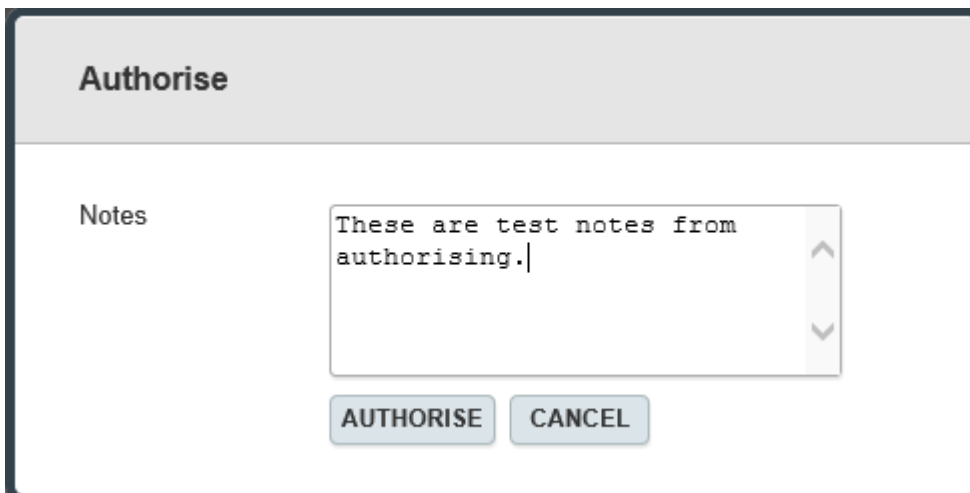 Authorise
Notes
These are test notes from
authorising.
AUTHORISE CANCEL